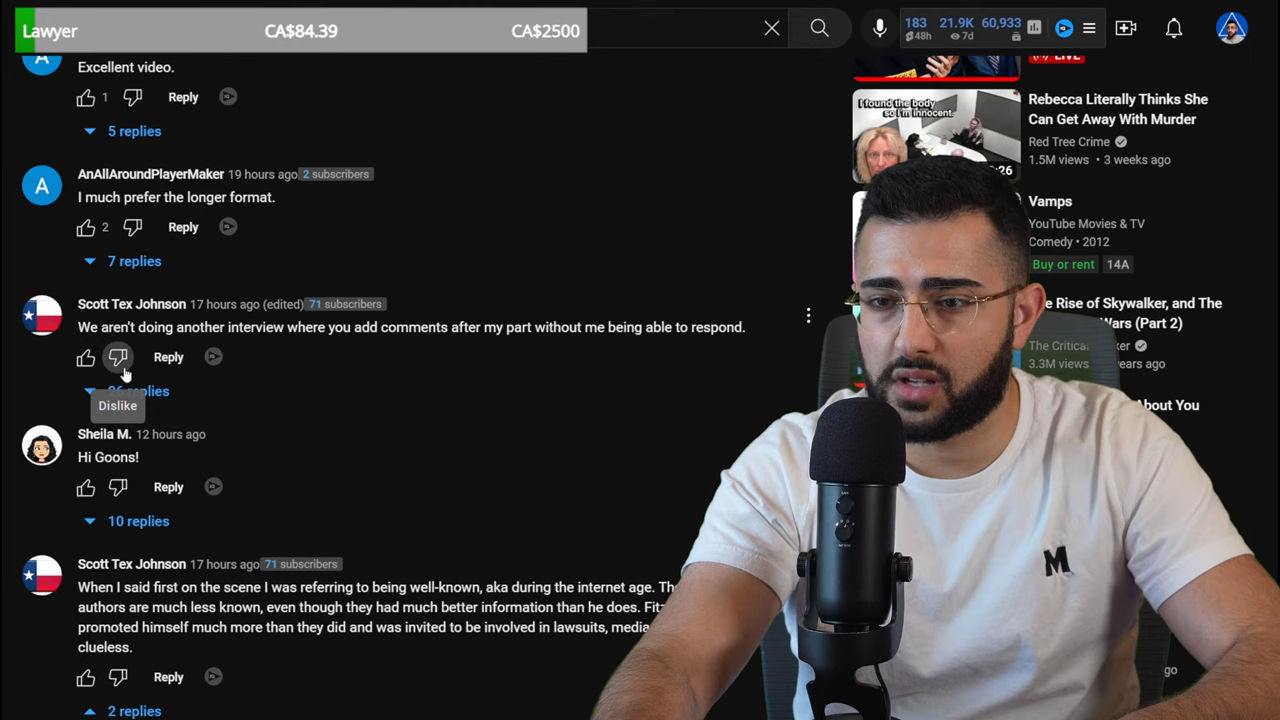 Lawyer CA$84.39 CA$2500
183 21.9K 60,933
48h 7d
Excellent video.
1 Reply
5 replies
A AnAllAroundPlayerMaker 19 hours ago 2 subscribers
I much prefer the longer format.
2 Reply
7 replies
Scott Tex Johnson 17 hours ago (edited) 71 subscribers
We aren't doing another interview where you add comments after my part without me being able to respond.
Reply
26 replies
Dislike
Sheila M. 12 hours ago
Hi Goons!
Reply
10 replies
Scott Tex Johnson 17 hours ago 71 subscribers
When I said first on the scene I was referring to being well-known, aka during the internet age.
authors are much less known, even though they had much better information than he does.
promoted himself much more than they did and was invited to be involved in lawsuits,
clueless.
Reply
2 replies
LIVE
I found the body
so I'm innocent.
Rebecca Literally Thinks She
Can Get Away With Murder
Red Tree Crime
1.5M views • 3 weeks ago
Vamps
YouTube Movies & TV
Comedy • 2012
Buy or rent 14A
Rise of Skywalker, and The
Wars (Part 2)
The Critical
3.3M views
About You
M